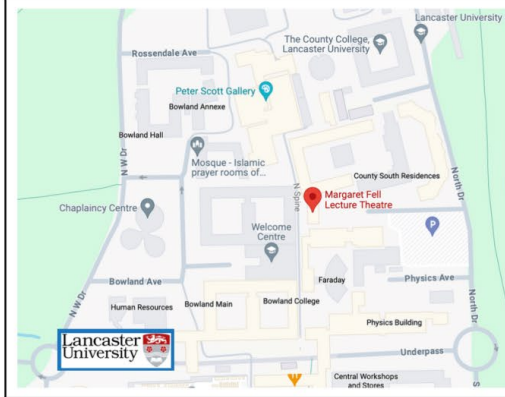 Lancaster University
The County College,
Lancaster University
Rossendale Ave
Peter Scott Gallery
Bowland Annexe
Bowland Hall
N W Dr
Mosque - Islamic
prayer rooms of...
County South Residences
North Dr
N Spine
Margaret Fell
Lecture Theatre
Chaplaincy Centre
Welcome
Centre
P
Bowland Ave
Faraday
Physics Ave
N W Dr
Human Resources
Bowland Main
Bowland College
North Dr
Physics Building
Lancaster
University
Underpass
Central Workshops
and Stores
S